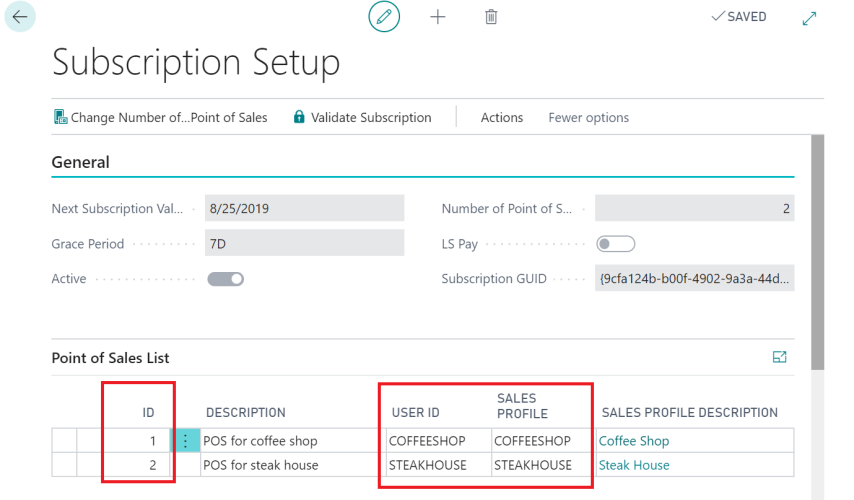 SAVED
Subscription Setup
Change Number of...Point of Sales Validate Subscription Actions Fewer options
General
Next Subscription Val... 8/25/2019 Number of Point of S... 2
Grace Period 7D LS Pay
Active Subscription GUID {9cfa124b-b00f-4902-9a3a-44d...
Point of Sales List
ID DESCRIPTION USER ID SALES PROFILE SALES PROFILE DESCRIPTION
1 POS for coffee shop COFFEESHOP COFFEESHOP Coffee Shop
2 POS for steak house STEAKHOUSE STEAKHOUSE Steak House